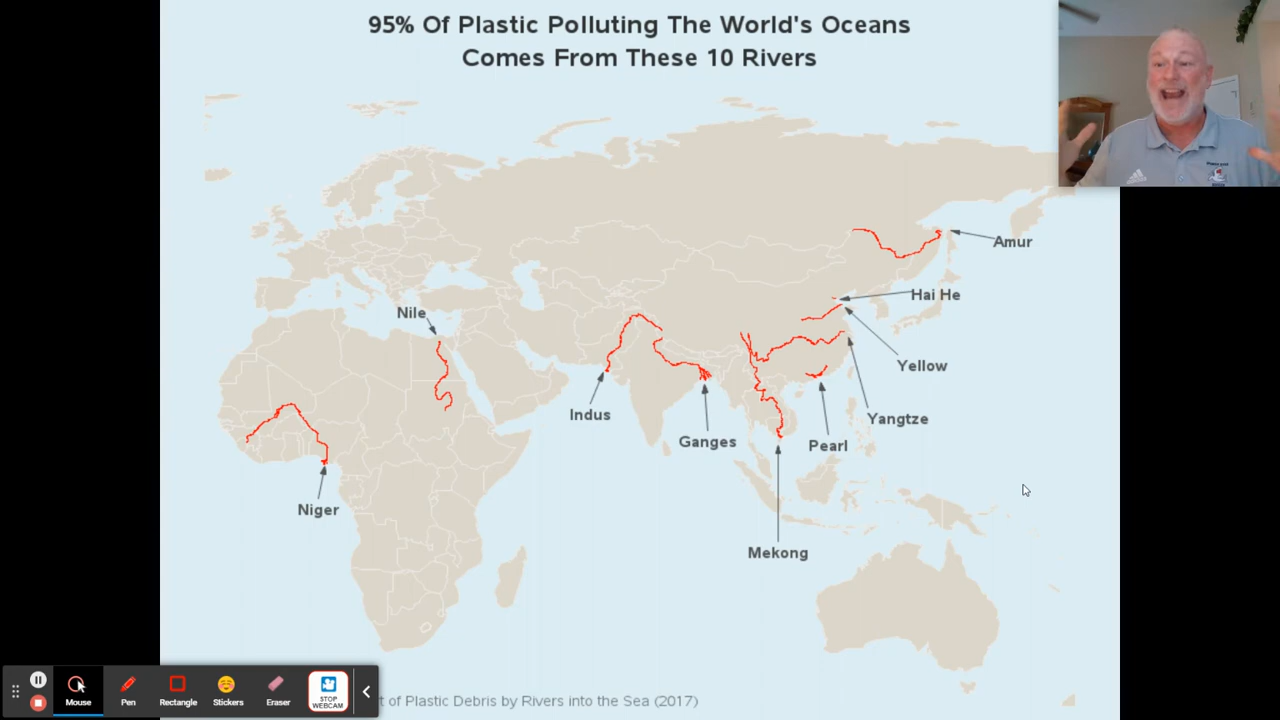 95% Of Plastic Polluting The World's Oceans
Comes From These 10 Rivers
Amur
Hai He
Nile
Yellow
Indus
Yangtze
Ganges
Pearl
Niger
Mekong
Mouse
Pen
Rectangle
Stickers
Eraser
STOP
WEBCAM
t of Plastic Debris by Rivers into the Sea (2017)